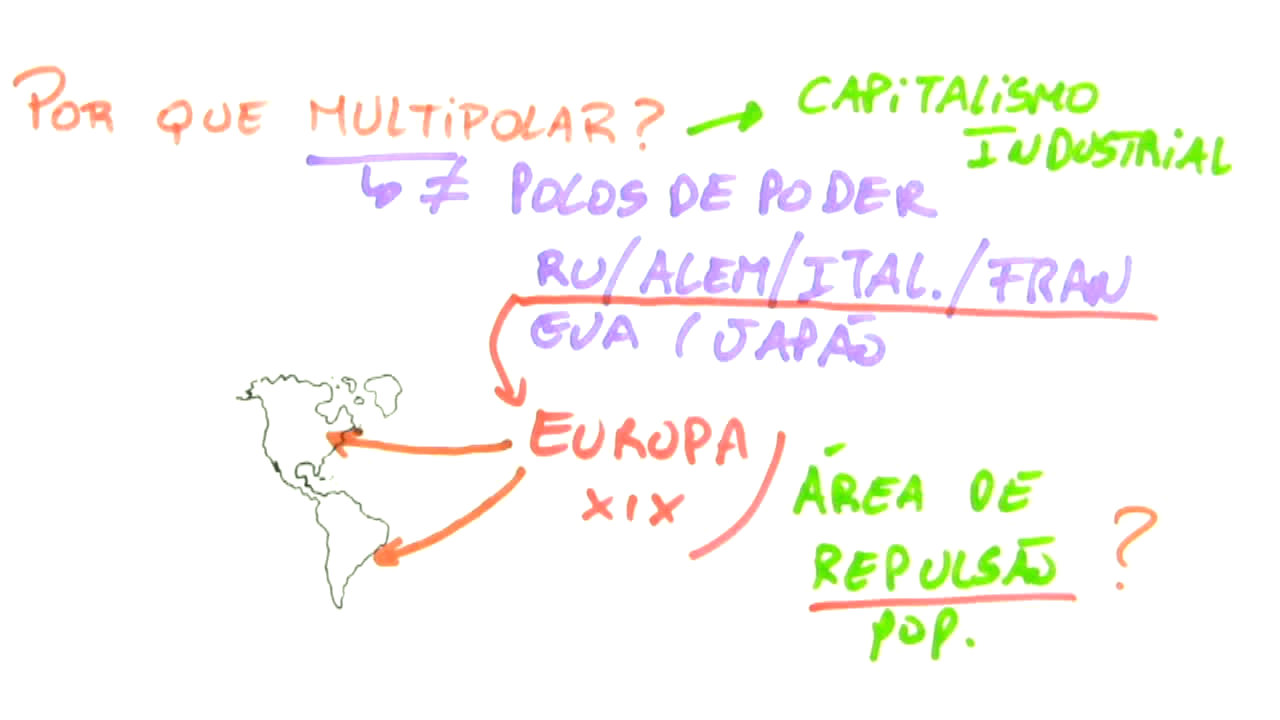 POR QUE MULTIPOLAR? → CAPITALISMO
INDUSTRIAL
↳ ≠ POLOS DE PODER
RU/ALEM/ITAL./FRAN
EUA / JAPÃO
EUROPA
XIX
ÁREA DE
REPULSÃO ?
POP.